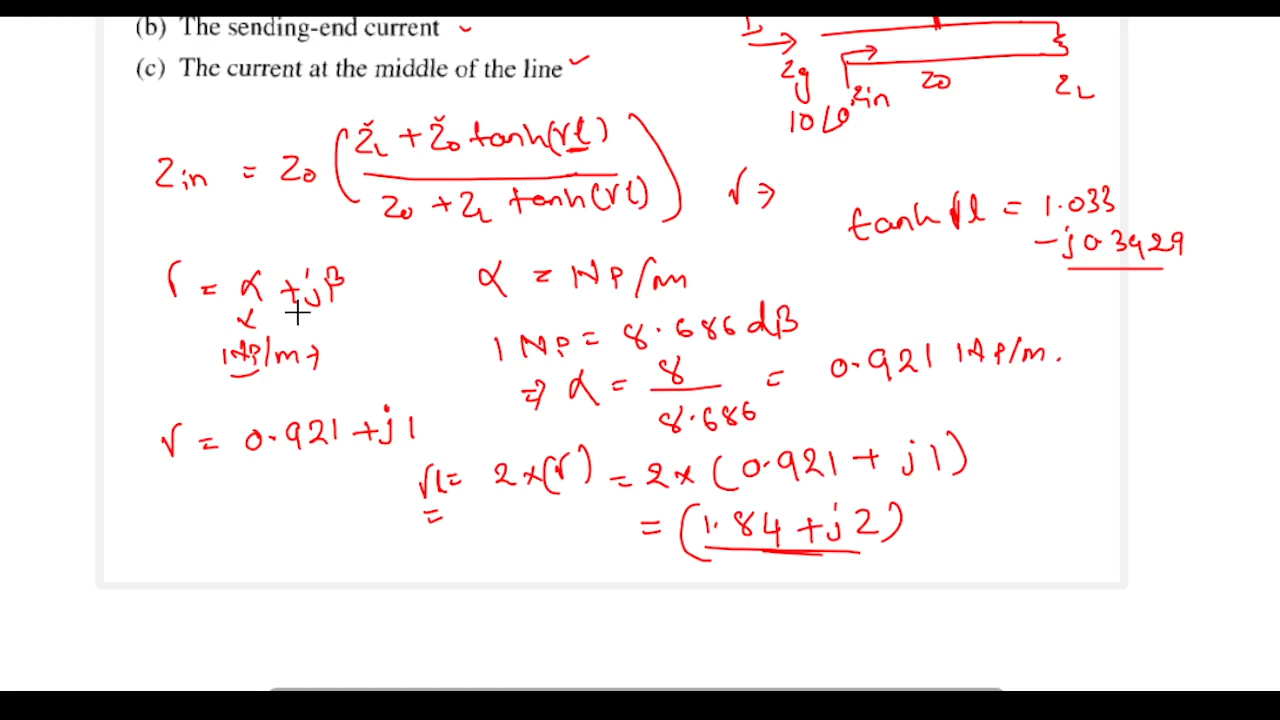 (b) The sending-end current
(c) The current at the middle of the line
Zg
10∠0°
Zin
Z0
ZL
Zin = Z0 (ZL + Z0 tanh(γl) / Z0 + ZL tanh(γl))
γ ⇒
tanh γl = 1.033
-j0.3929
γ = α + jβ
α = NP/m
1NP/m →
1 NP = 8.686 dB
⇒ α = 8 / 8.686 = 0.921 NP/m.
γ = 0.921 + j1
γl = 2×(γ) = 2×(0.921 + j1)
= (1.84 + j2)